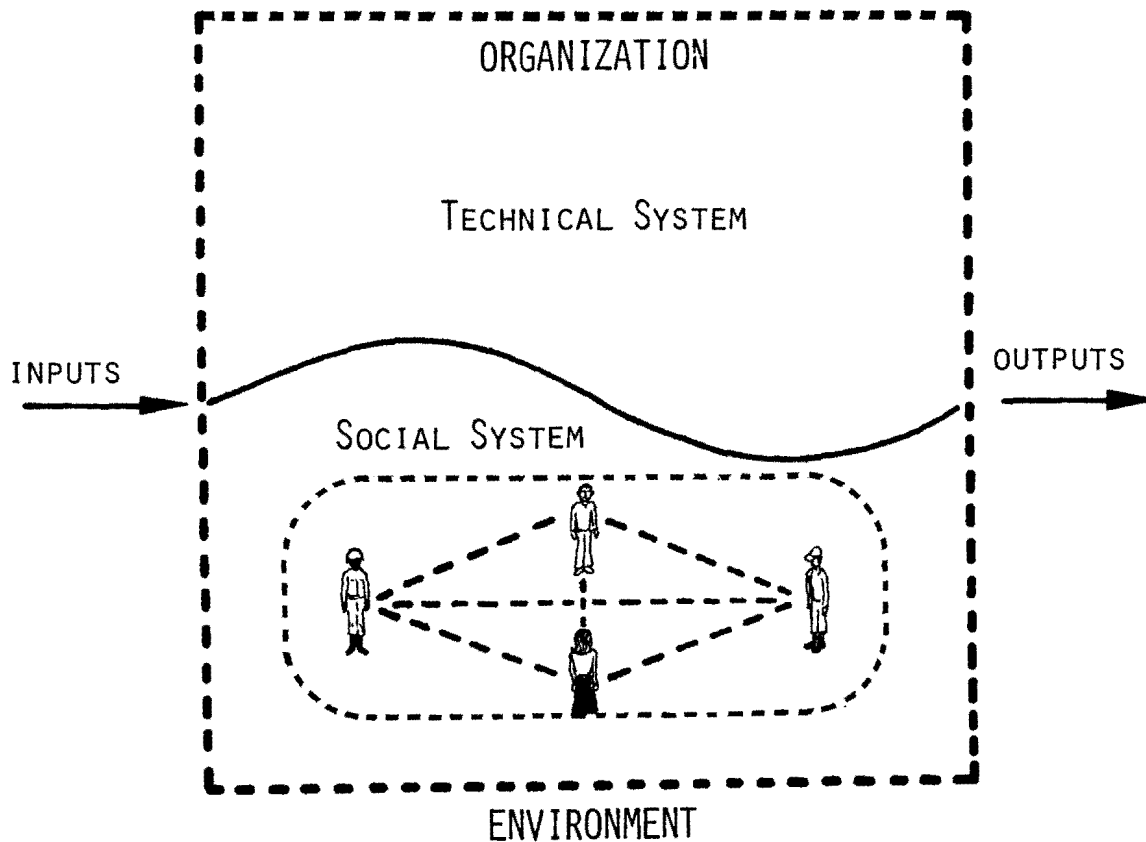 ORGANIZATION
TECHNICAL SYSTEM
INPUTS
OUTPUTS
SOCIAL SYSTEM
ENVIRONMENT